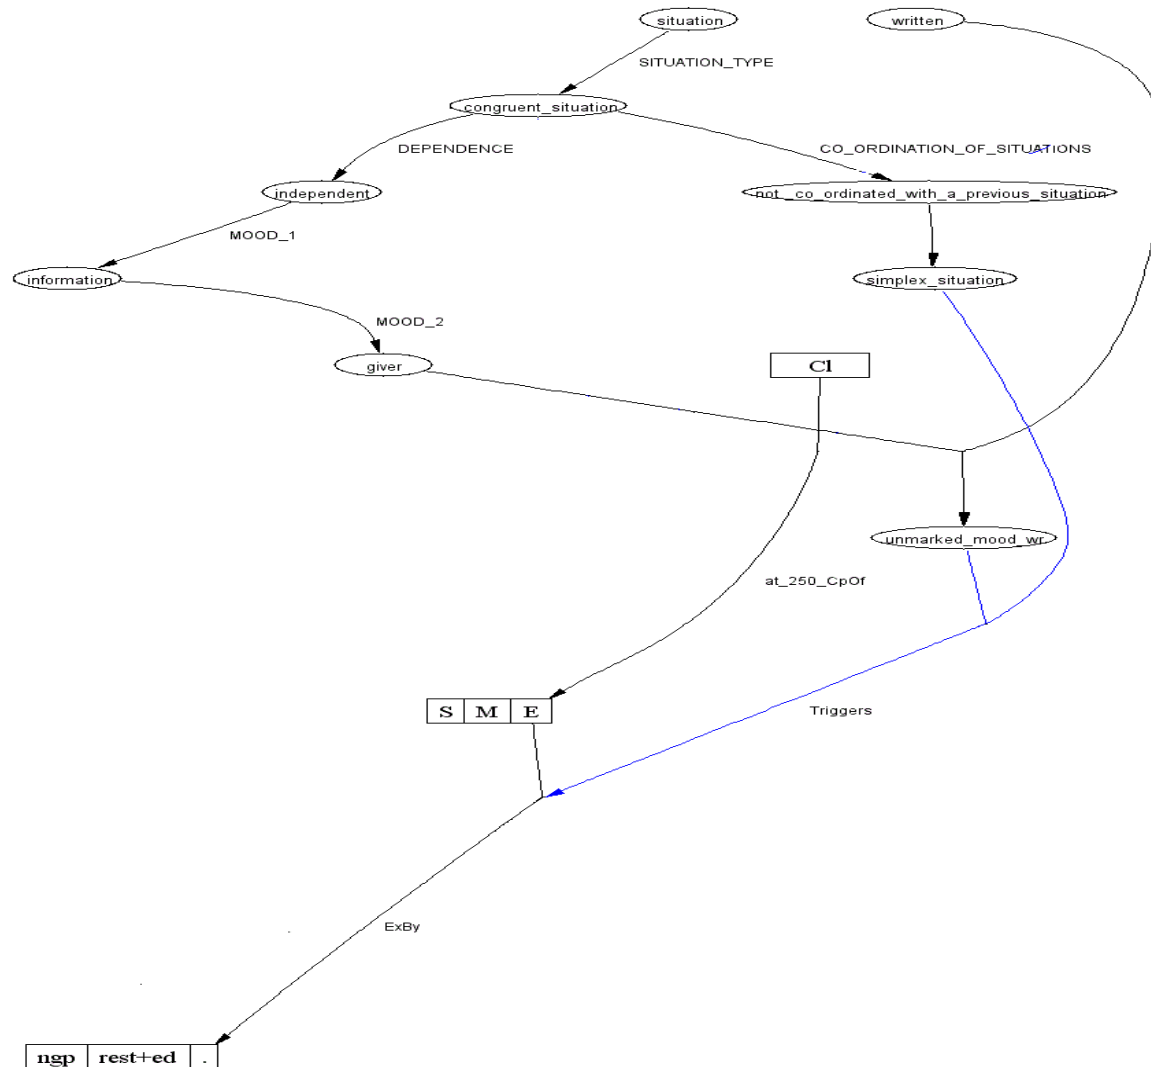 situation written
SITUATION_TYPE
congruent_situation
DEPENDENCE CO_ORDINATION_OF_SITUATIONS
independent not_co_ordinated_with_a_previous_situation
MOOD_1
information simplex_situation
MOOD_2
giver Cl
unmarked_mood_wr
at_250_CpOf
S M E Triggers
ExBy
ngp rest+ed .